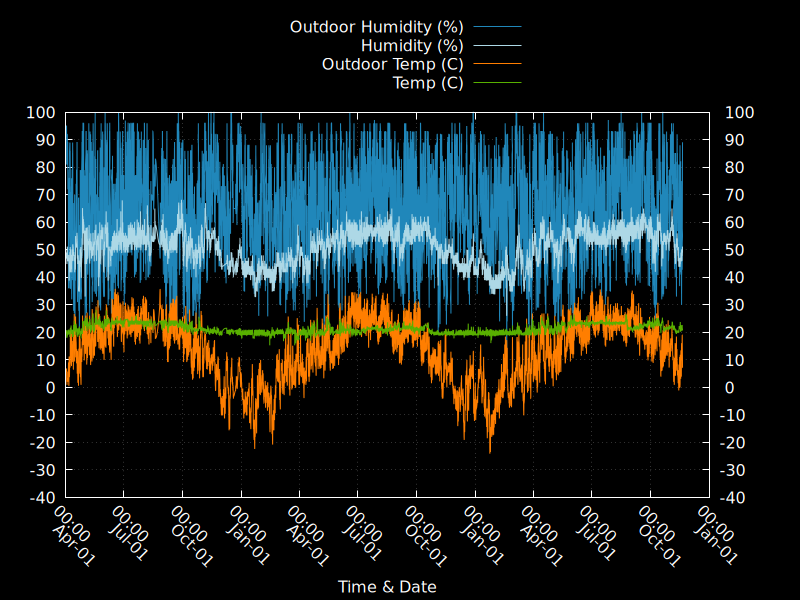 Outdoor Humidity (%)
Humidity (%)
Outdoor Temp (C)
Temp (C)
100 100
90 90
80 80
70 70
60 60
50 50
40 40
30 30
20 20
10 10
0 0
-10 -10
-20 -20
-30 -30
-40 -40
00:00 00:00 00:00 00:00 00:00 00:00 00:00 00:00 00:00 00:00 00:00 00:00
Apr-01 Jul-01 Oct-01 Jan-01 Apr-01 Jul-01 Oct-01 Jan-01 Apr-01 Jul-01 Oct-01 Jan-01
Time & Date